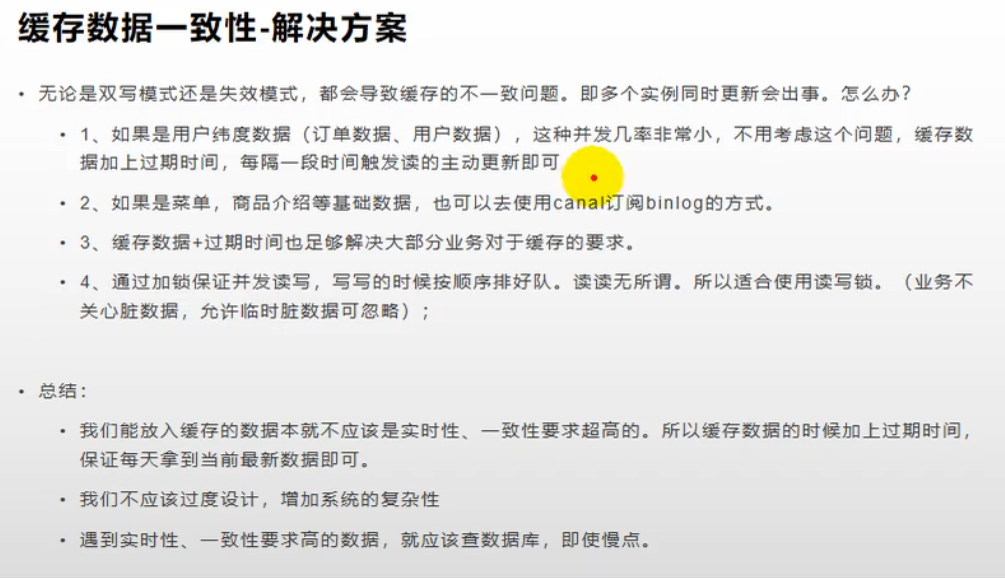 缓存数据一致性-解决方案
• 无论是双写模式还是失效模式，都会导致缓存的不一致问题。即多个实例同时更新会出事。怎么办？
• 1、如果是用户纬度数据（订单数据、用户数据），这种并发几率非常小，不用考虑这个问题，缓存数
据加上过期时间，每隔一段时间触发读的主动更新即可
• 2、如果是菜单，商品介绍等基础数据，也可以去使用canal订阅binlog的方式。
• 3、缓存数据+过期时间也足够解决大部分业务对于缓存的要求。
• 4、通过加锁保证并发读写，写写的时候按顺序排好队。读读无所谓。所以适合使用读写锁。（业务不
关心脏数据，允许临时脏数据可忽略）；
• 总结：
• 我们能放入缓存的数据本就不应该是实时性、一致性要求超高的。所以缓存数据的时候加上过期时间，
保证每天拿到当前最新数据即可。
• 我们不应该过度设计，增加系统的复杂性
• 遇到实时性、一致性要求高的数据，就应该查数据库，即使慢点。